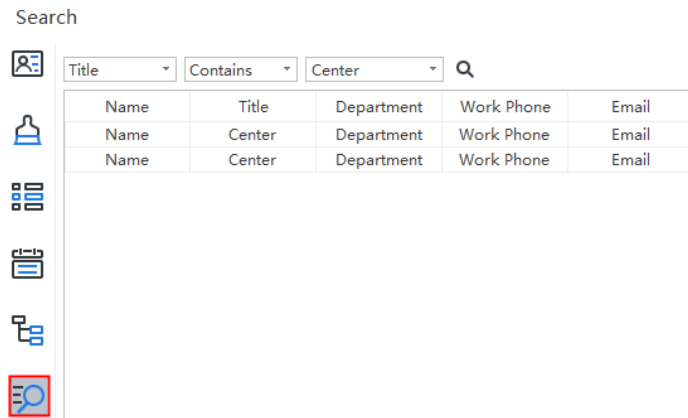 Search
Title Contains Center
Name Title Department Work Phone Email
Name Center Department Work Phone Email
Name Center Department Work Phone Email